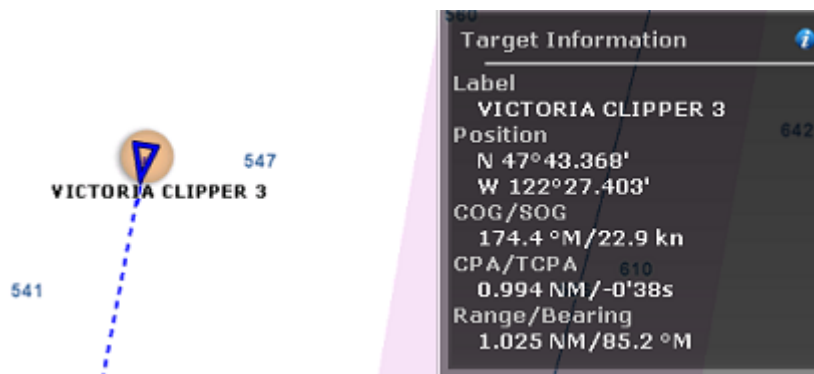 560
Target Information
Label
VICTORIA CLIPPER 3
Position
N 47°43.368'
W 122°27.403'
COG/SOG
174.4 °M/22.9 kn
CPA/TCPA
0.994 NM/-0'38s
Range/Bearing
1.025 NM/85.2 °M
642
610
547
VICTORIA CLIPPER 3
541